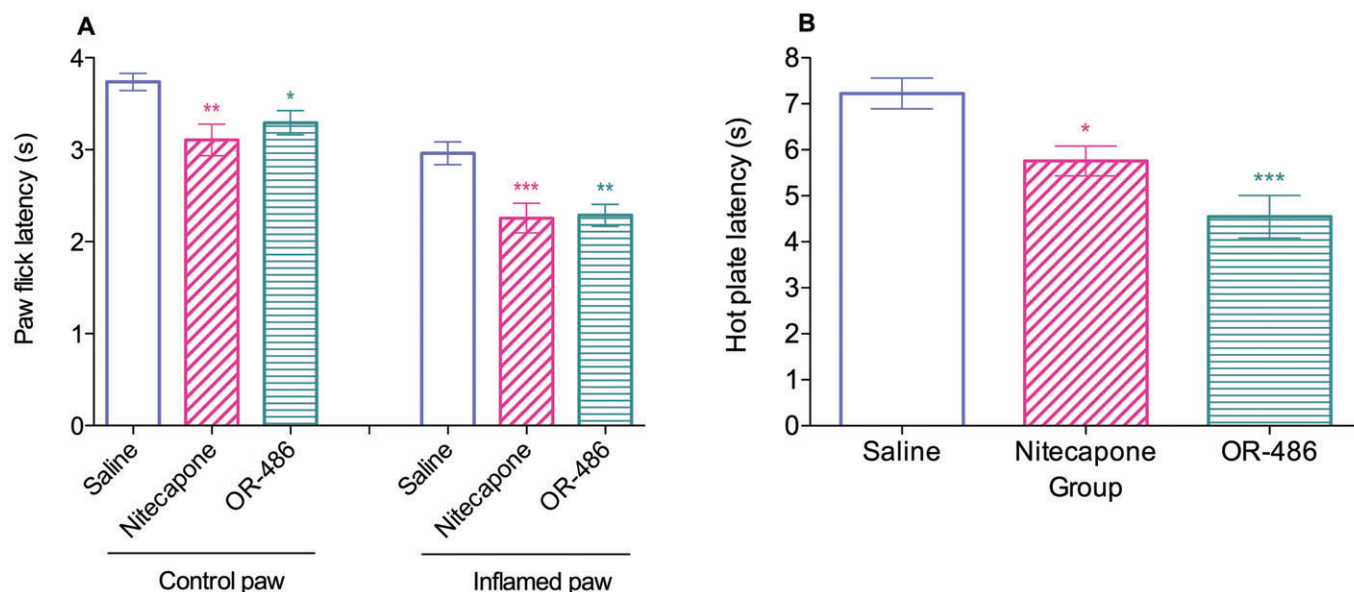 A
Paw flick latency (s)
4
3
2
1
0
**
*
***
**
Saline
Nitecapone
OR-486
Saline
Nitecapone
OR-486
Control paw
Inflamed paw
B
Hot plate latency (s)
8
7
6
5
4
3
2
1
0
*
***
Saline
Nitecapone
OR-486
Group